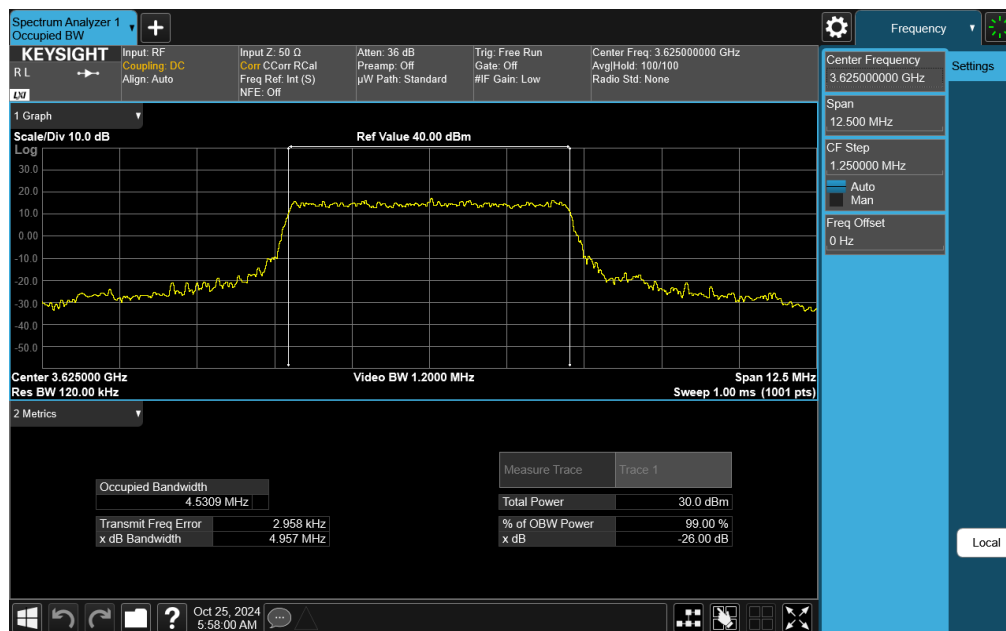 Spectrum Analyzer 1
Occupied BW
Frequency
KEYSIGHT
R L
LXI
Input: RF
Coupling: DC
Align: Auto
Input Z: 50 Ω
Corr CCorr RCal
Freq Ref: Int (S)
NFE: Off
Atten: 36 dB
Preamp: Off
µW Path: Standard
Trig: Free Run
Gate: Off
#IF Gain: Low
Center Freq: 3.625000000 GHz
Avg|Hold: 100/100
Radio Std: None
Center Frequency
3.625000000 GHz
Settings
Span
12.500 MHz
CF Step
1.250000 MHz
Auto
Man
Freq Offset
0 Hz
Local
1 Graph
Scale/Div 10.0 dB
Ref Value 40.00 dBm
Log
30.0
20.0
10.0
0.00
-10.0
-20.0
-30.0
-40.0
-50.0
Center 3.625000 GHz
Video BW 1.2000 MHz
Span 12.5 MHz
Res BW 120.00 kHz
Sweep 1.00 ms (1001 pts)
2 Metrics
Measure Trace
Trace 1
Occupied Bandwidth
4.5309 MHz
Total Power
30.0 dBm
Transmit Freq Error
2.958 kHz
% of OBW Power
99.00 %
x dB Bandwidth
4.957 MHz
x dB
-26.00 dB
?
Oct 25, 2024
5:58:00 AM